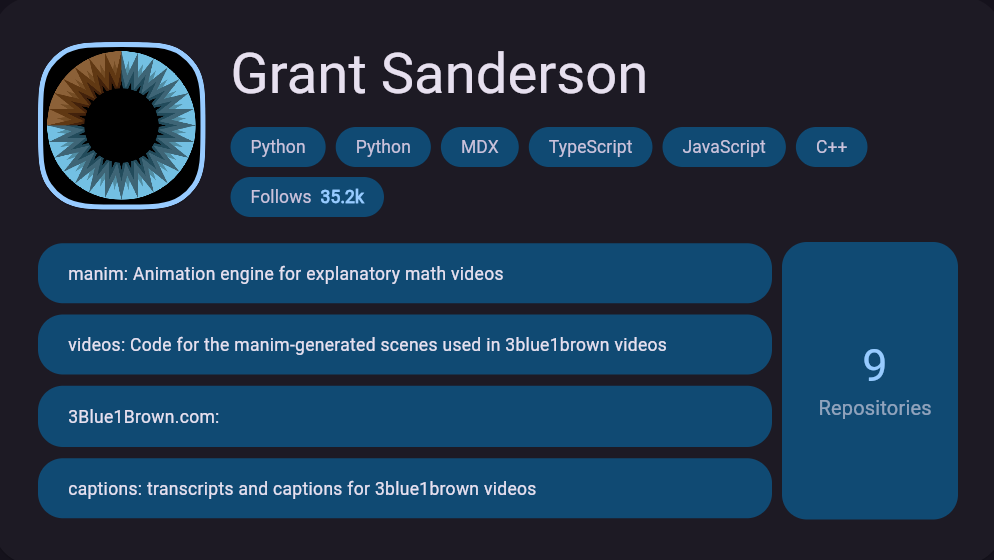 Grant Sanderson
Python Python MDX TypeScript JavaScript C++
Follows 35.2k
manim: Animation engine for explanatory math videos
videos: Code for the manim-generated scenes used in 3blue1brown videos
3Blue1Brown.com:
captions: transcripts and captions for 3blue1brown videos
9
Repositories